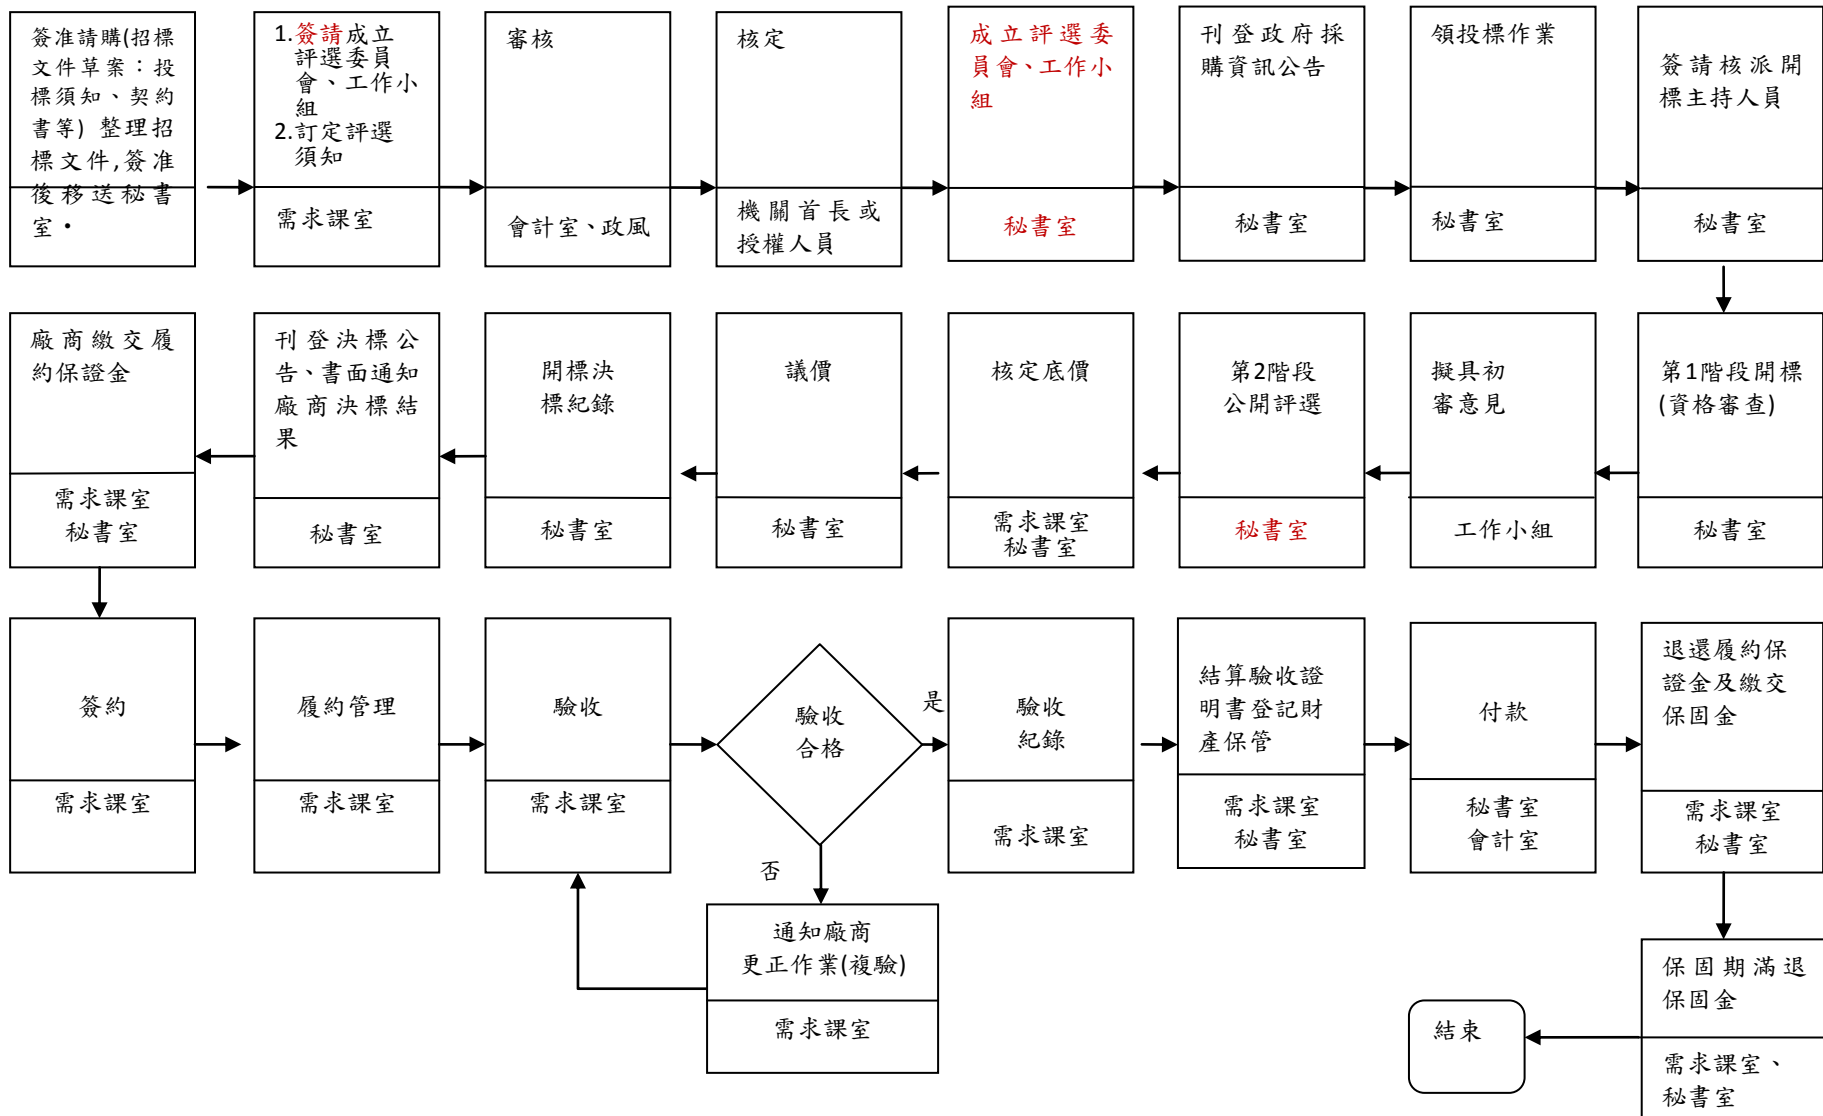 簽准請購(招標
文件草案：投
標須知、契約
書等) 整理招
標文件,簽准
後移送秘書
室•
1.簽請成立
評選委員
會、工作小
組
2.訂定評選
須知
需求課室
審核
會計室、政風
核定
機關首長或
授權人員
成立評選委
員會、工作小
組
秘書室
刊登政府採
購資訊公告
秘書室
領投標作業
秘書室
簽請核派開
標主持人員
秘書室
第1階段開標
(資格審查)
秘書室
擬具初
審意見
工作小組
第2階段
公開評選
秘書室
核定底價
需求課室
秘書室
議價
秘書室
開標決
標紀錄
秘書室
刊登決標公
告、書面通知
廠商決標結
果
秘書室
廠商繳交履
約保證金
需求課室
秘書室
簽約
需求課室
履約管理
需求課室
驗收
需求課室
驗收
合格
是
否
通知廠商
更正作業(複驗)
需求課室
驗收
紀錄
需求課室
結算驗收證
明書登記財
產保管
需求課室
秘書室
付款
秘書室
會計室
退還履約保
證金及繳交
保固金
需求課室
秘書室
保固期滿退
保固金
需求課室、
秘書室
結束